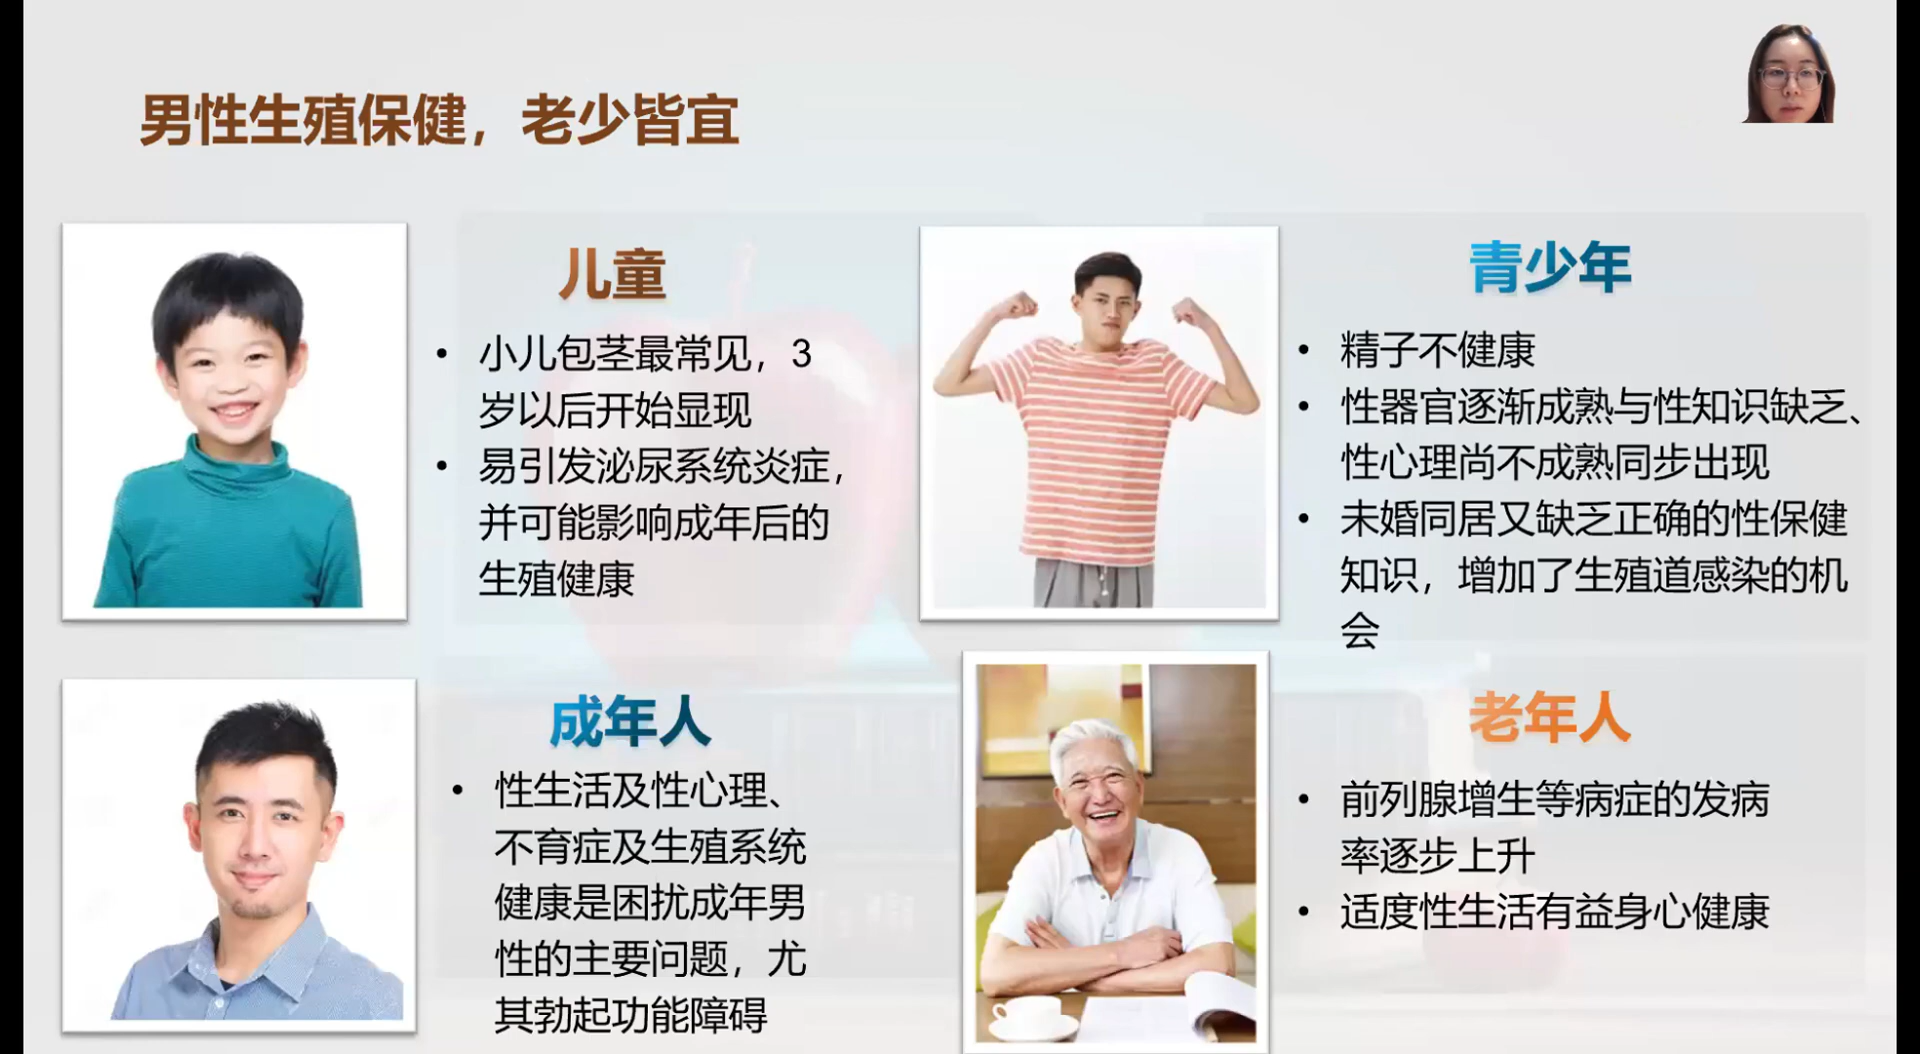 男性生殖保健，老少皆宜
儿童
• 小儿包茎最常见，3
岁以后开始显现
• 易引发泌尿系统炎症，
并可能影响成年后的
生殖健康
青少年
• 精子不健康
• 性器官逐渐成熟与性知识缺乏、
性心理尚不成熟同步出现
• 未婚同居又缺乏正确的性保健
知识，增加了生殖道感染的机
会
成年人
• 性生活及性心理、
不育症及生殖系统
健康是困扰成年男
性的主要问题，尤
其勃起功能障碍
老年人
• 前列腺增生等病症的发病
率逐步上升
• 适度性生活有益身心健康